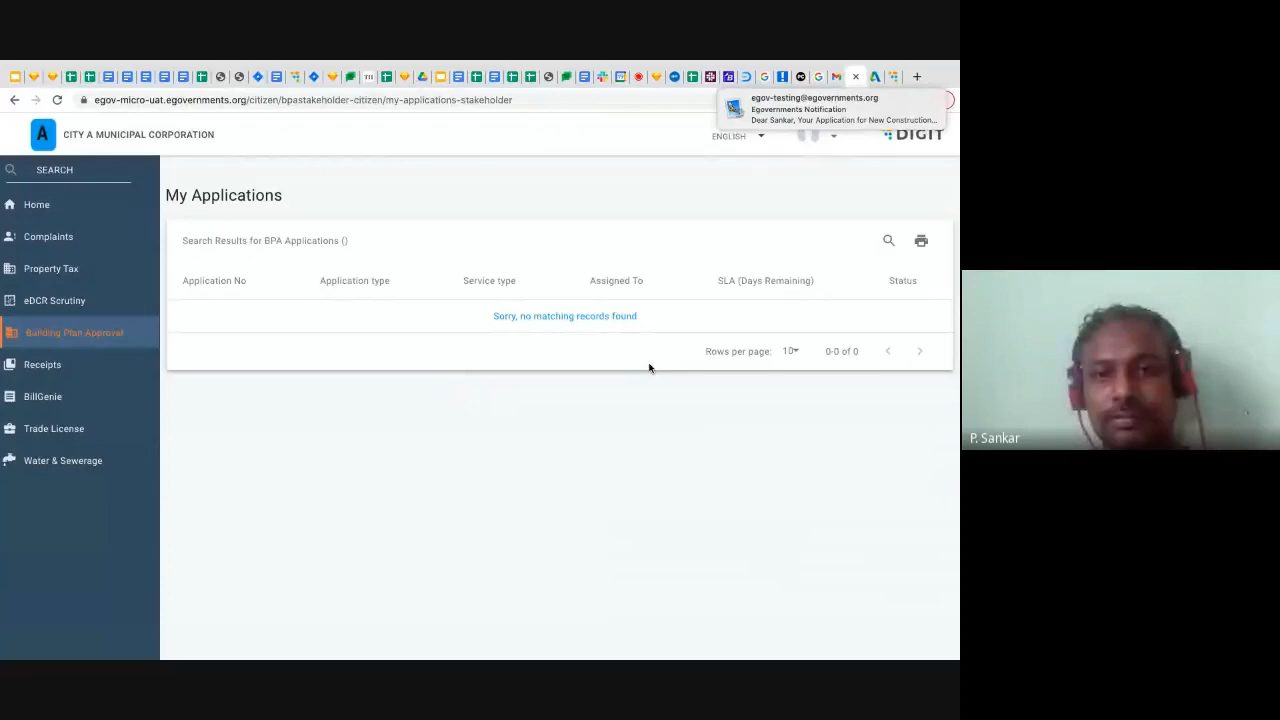 egov-micro-uat.egovernments.org/citizen/bpastakeholder-citizen/my-applications-stakeholder
egov-testing@egovernments.org
Egovernments Notification
Dear Sankar, Your Application for New Construction...
A
CITY A MUNICIPAL CORPORATION
ENGLISH
DIGIT
SEARCH
Home
Complaints
Property Tax
eDCR Scrutiny
Building Plan Approval
Receipts
BillGenie
Trade License
Water & Sewerage
My Applications
Search Results for BPA Applications ()
Application No Application type Service type Assigned To SLA (Days Remaining) Status
Sorry, no matching records found
Rows per page: 10 0-0 of 0
P. Sankar